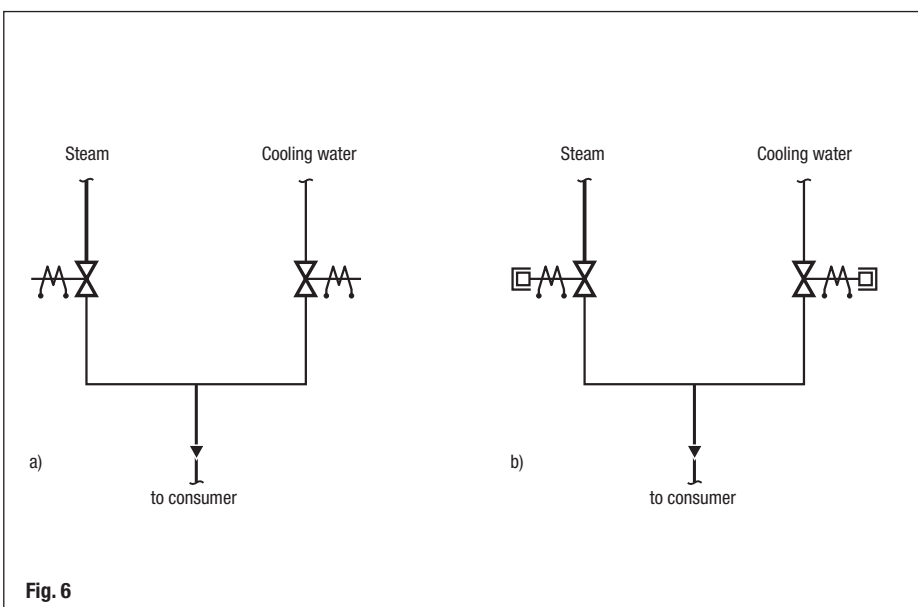 Steam
Cooling water
a)
to consumer
Steam
Cooling water
b)
to consumer
Fig. 6